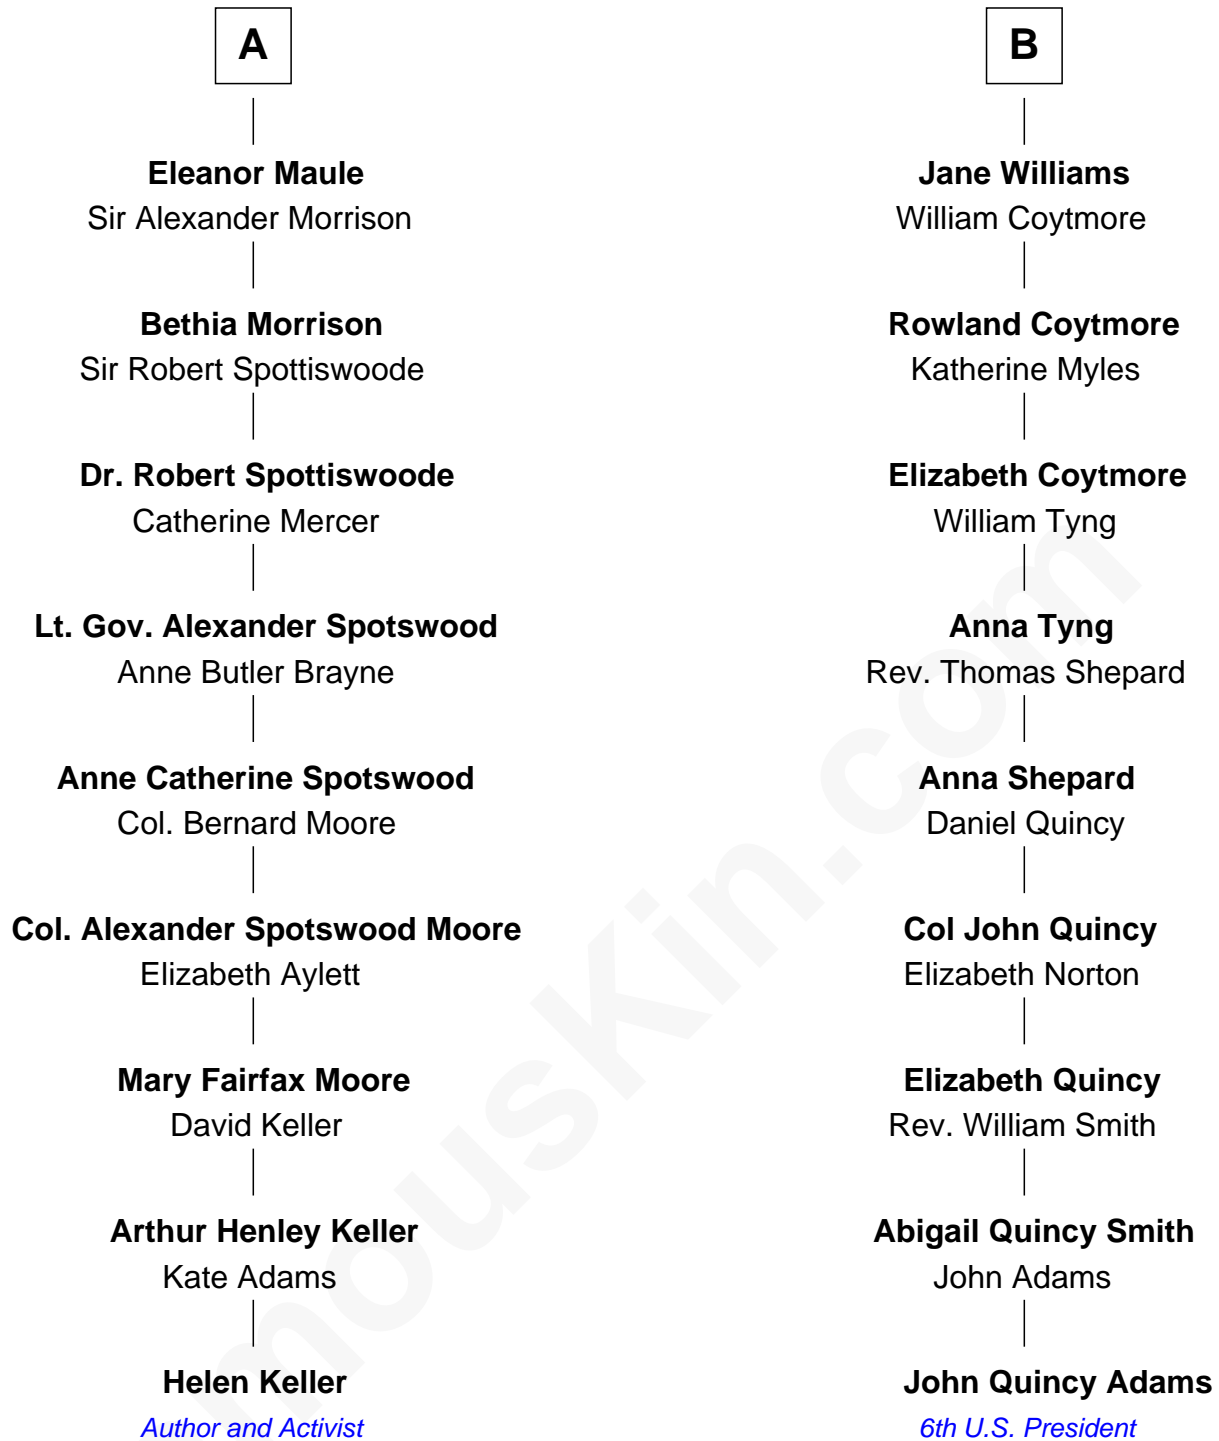 A
Eleanor Maule
Sir Alexander Morrison
Bethia Morrison
Sir Robert Spottiswoode
Dr. Robert Spottiswoode
Catherine Mercer
Lt. Gov. Alexander Spotswood
Anne Butler Brayne
Anne Catherine Spotswood
Col. Bernard Moore
Col. Alexander Spotswood Moore
Elizabeth Aylett
Mary Fairfax Moore
David Keller
Arthur Henley Keller
Kate Adams
Helen Keller
Author and Activist
B
Jane Williams
William Coytmore
Rowland Coytmore
Katherine Myles
Elizabeth Coytmore
William Tyng
Anna Tyng
Rev. Thomas Shepard
Anna Shepard
Daniel Quincy
Col John Quincy
Elizabeth Norton
Elizabeth Quincy
Rev. William Smith
Abigail Quincy Smith
John Adams
John Quincy Adams
6th U.S. President
mousKin.com